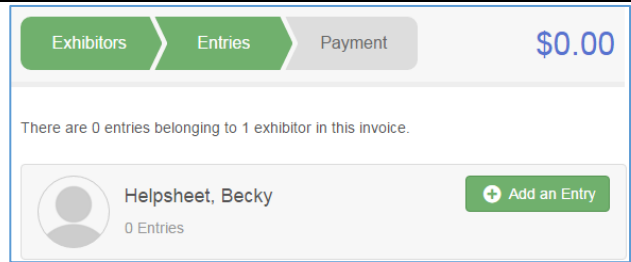 Exhibitors Entries Payment $0.00
There are 0 entries belonging to 1 exhibitor in this invoice.
Helpsheet, Becky
Add an Entry
0 Entries